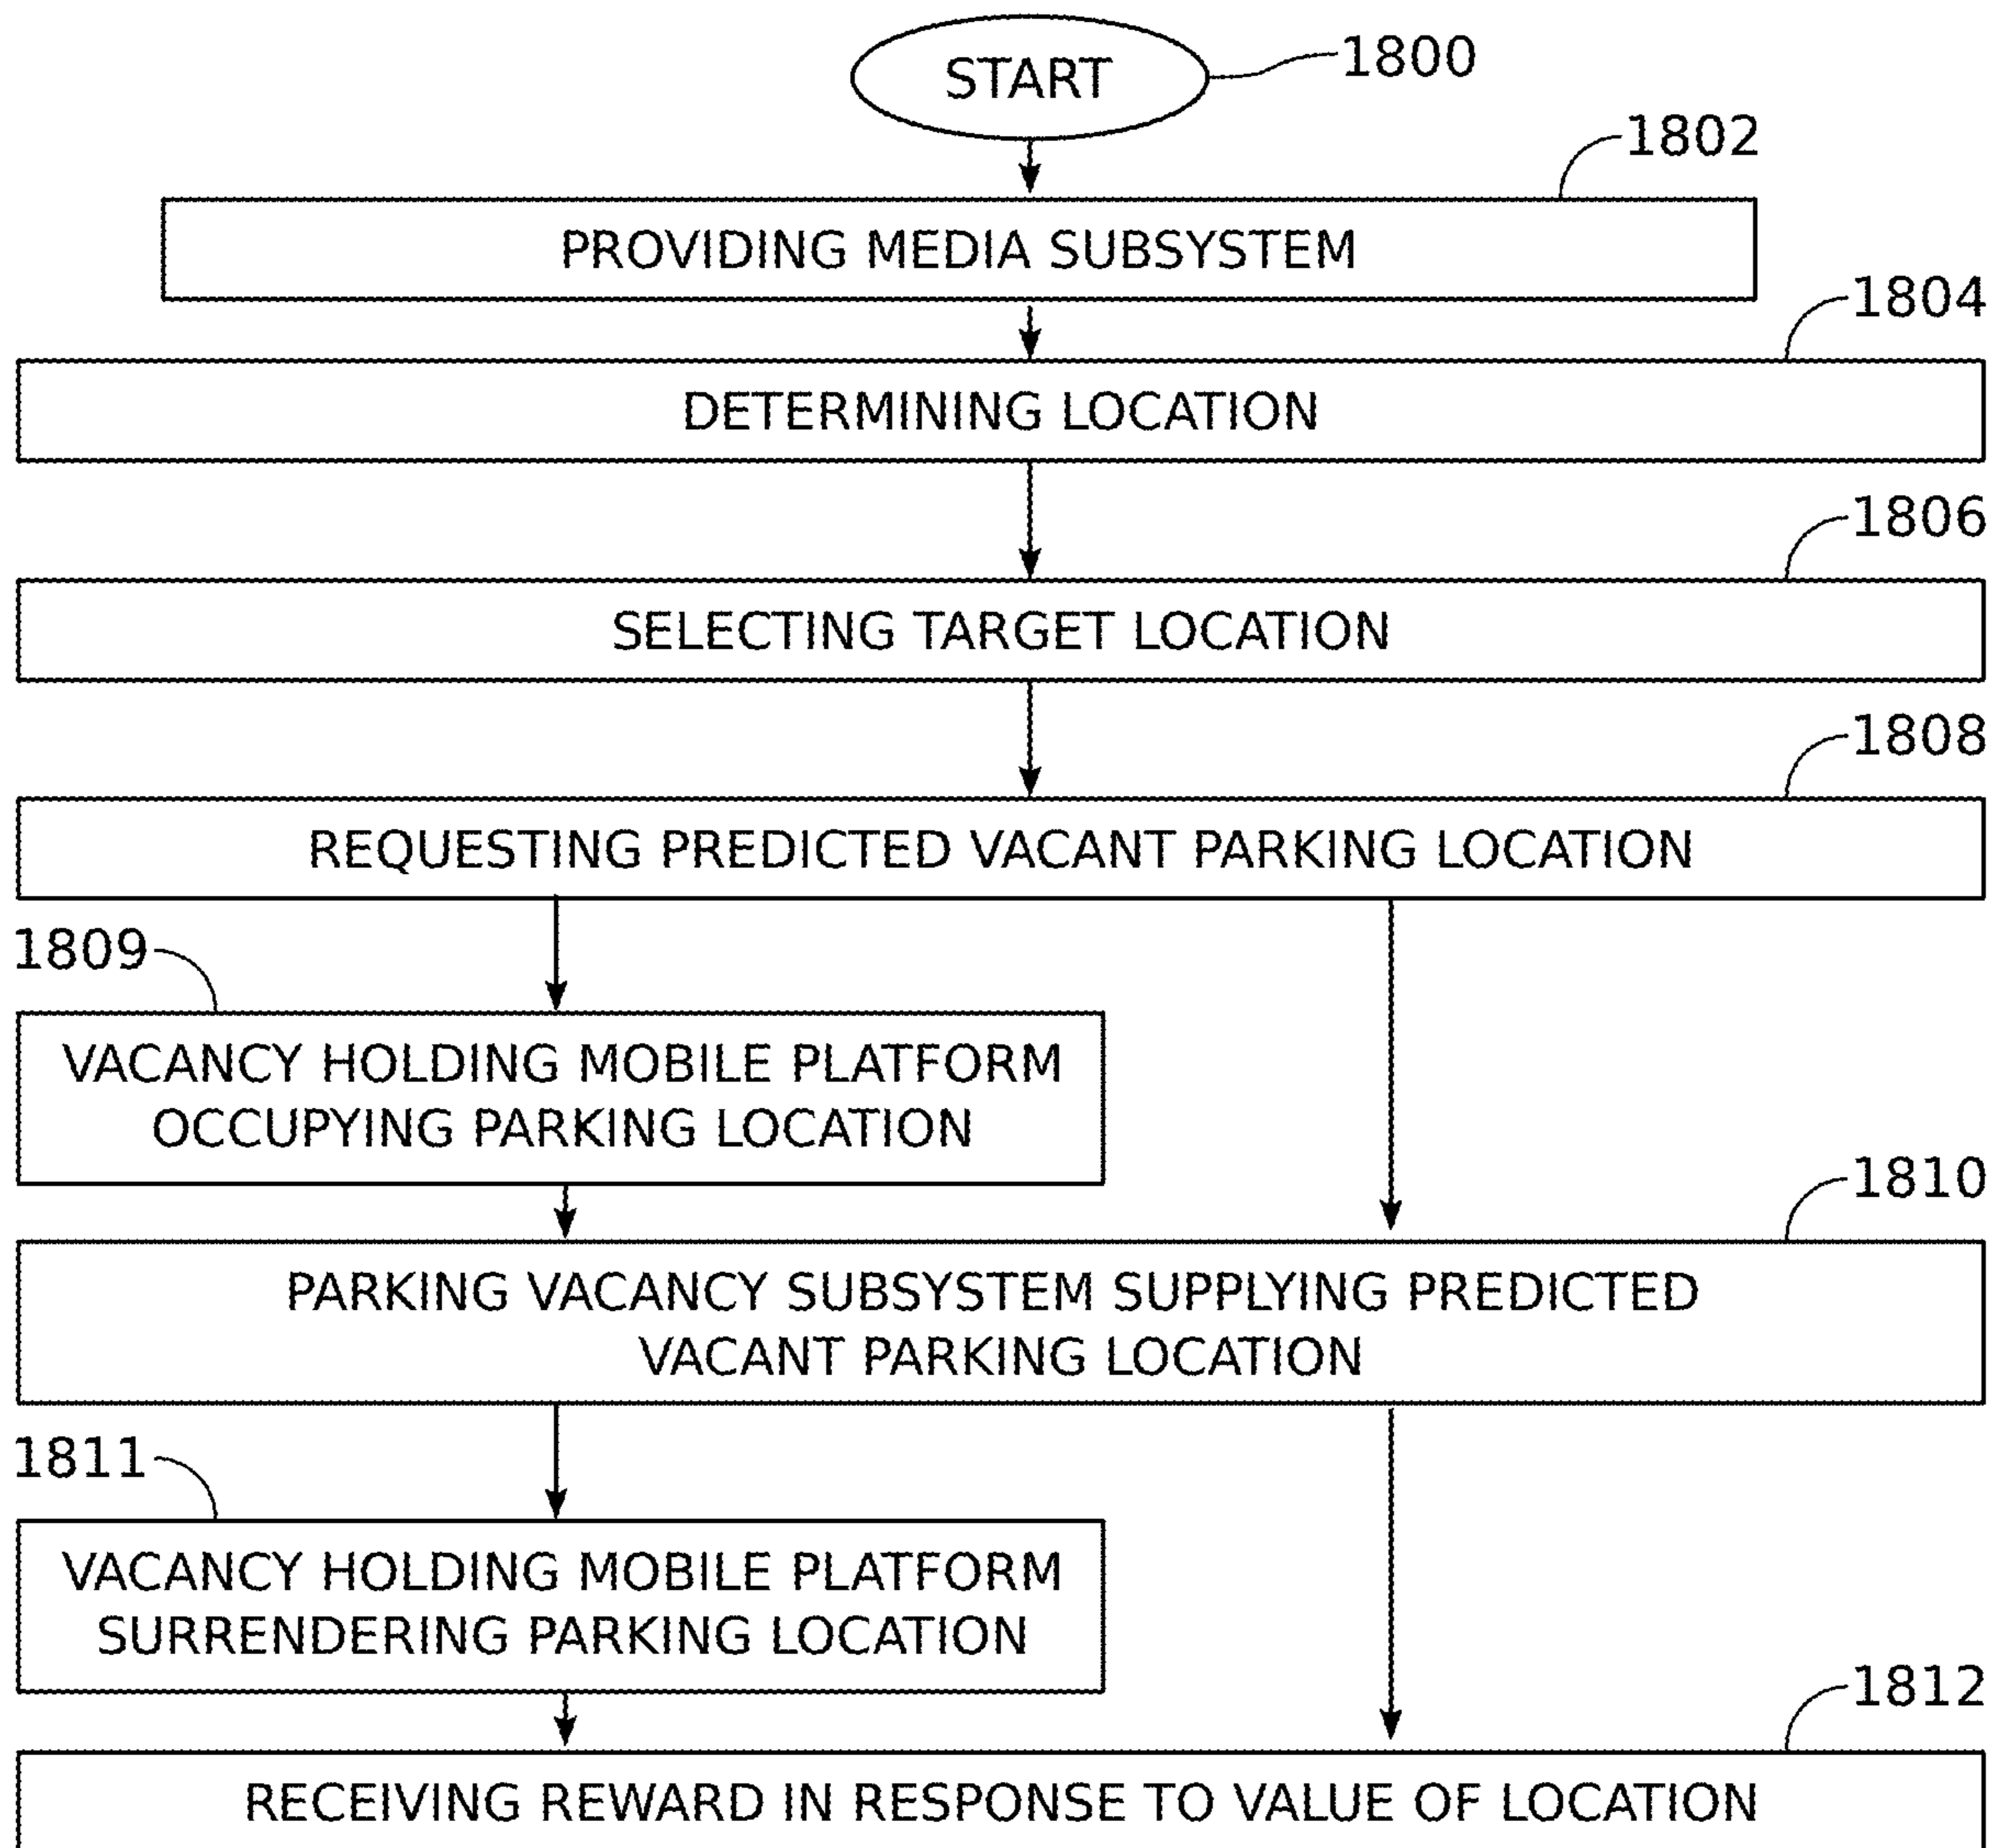 START
1800
1802
PROVIDING MEDIA SUBSYSTEM
1804
DETERMINING LOCATION
1806
SELECTING TARGET LOCATION
1808
REQUESTING PREDICTED VACANT PARKING LOCATION
1809
VACANCY HOLDING MOBILE PLATFORM
OCCUPYING PARKING LOCATION
1810
PARKING VACANCY SUBSYSTEM SUPPLYING PREDICTED
VACANT PARKING LOCATION
1811
VACANCY HOLDING MOBILE PLATFORM
SURRENDERING PARKING LOCATION
1812
RECEIVING REWARD IN RESPONSE TO VALUE OF LOCATION